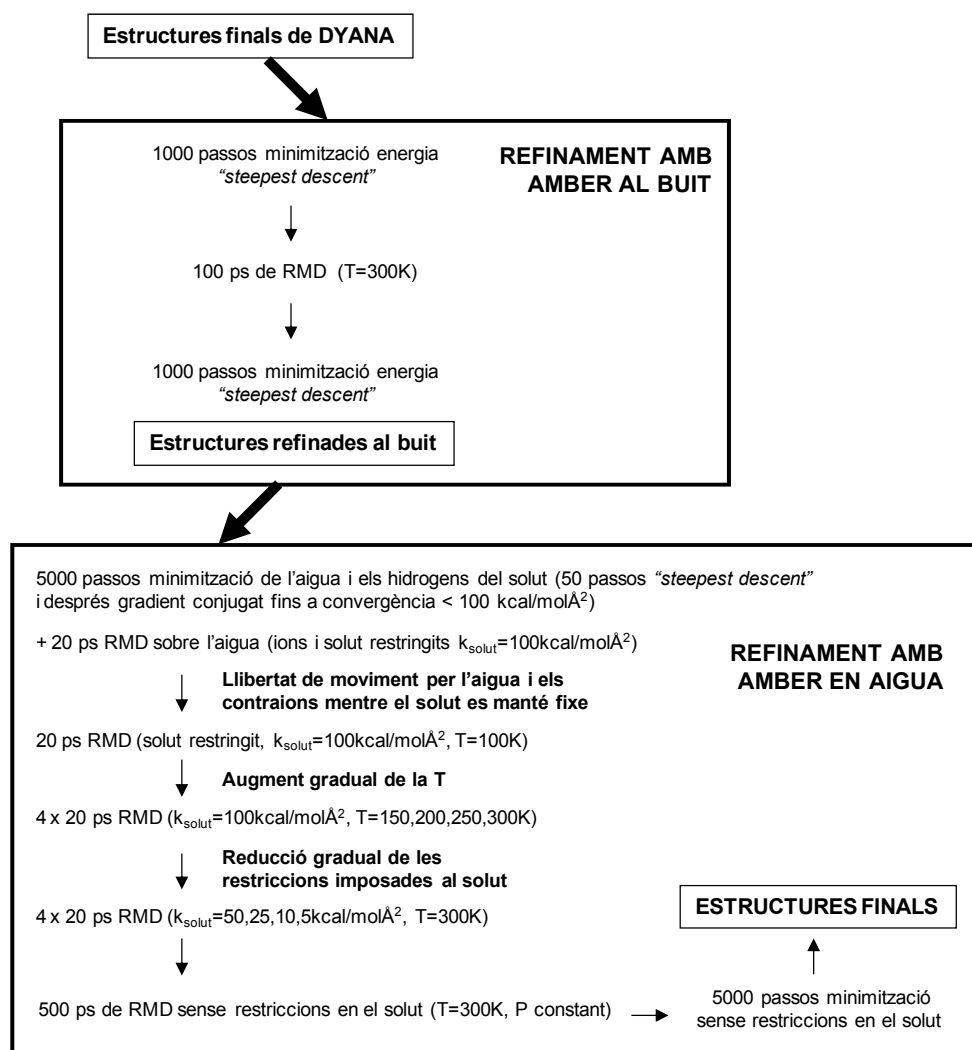 Estructures finals de DYANA
REFINAMENT AMB
AMBER AL BUIT
1000 passos minimització energia
“steepest descent”
100 ps de RMD (T=300K)
1000 passos minimització energia
“steepest descent”
Estructures refinades al buit
5000 passos minimització de l’aigua i els hidrogens del solut (50 passos “steepest descent”
i després gradient conjugat fins a convergència < 100 kcal/molÅ²)
+ 20 ps RMD sobre l’aigua (ions i solut restringits ksolut=100kcal/molÅ²)
REFINAMENT AMB
AMBER EN AIGUA
Llibertat de moviment per l’aigua i els
contraions mentre el solut es manté fixe
20 ps RMD (solut restringit, ksolut=100kcal/molÅ², T=100K)
Augment gradual de la T
4 x 20 ps RMD (ksolut=100kcal/molÅ², T=150,200,250,300K)
Reducció gradual de les
restriccions imposades al solut
4 x 20 ps RMD (ksolut=50,25,10,5kcal/molÅ², T=300K)
ESTRUCTURES FINALS
500 ps de RMD sense restriccions en el solut (T=300K, P constant)
5000 passos minimització
sense restriccions en el solut